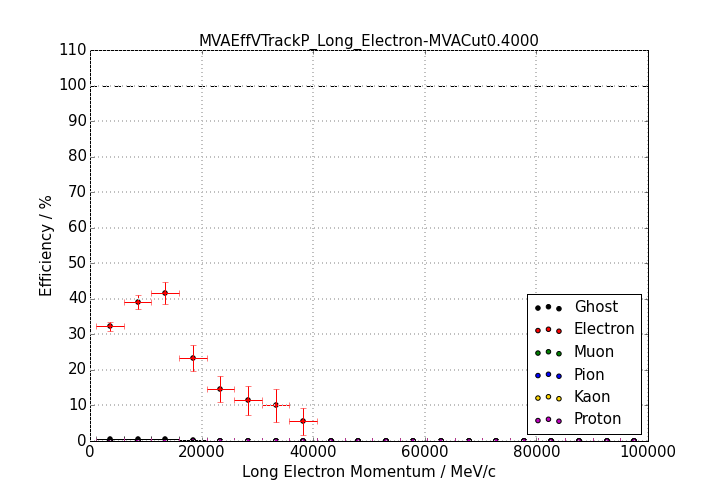 MVAEffVTrackP_Long_Electron-MVACut0.4000
110
100
90
80
70
60
50
40
30
20
10
0
Efficiency / %
Ghost
Electron
Muon
Pion
Kaon
Proton
0 20000 40000 60000 80000 100000
Long Electron Momentum / MeV/c